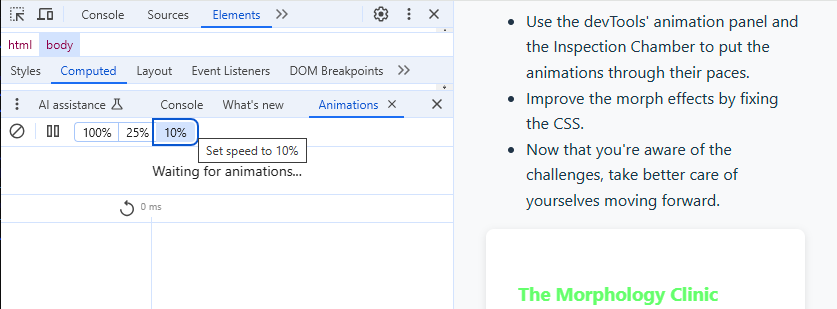 Console Sources Elements
html body
Styles Computed Layout Event Listeners DOM Breakpoints
AI assistance Console What's new Animations
100% 25% 10%
Set speed to 10%
Waiting for animations...
0 ms
• Use the devTools' animation panel and
the Inspection Chamber to put the
animations through their paces.
• Improve the morph effects by fixing
the CSS.
• Now that you're aware of the
challenges, take better care of
yourselves moving forward.
The Morphology Clinic